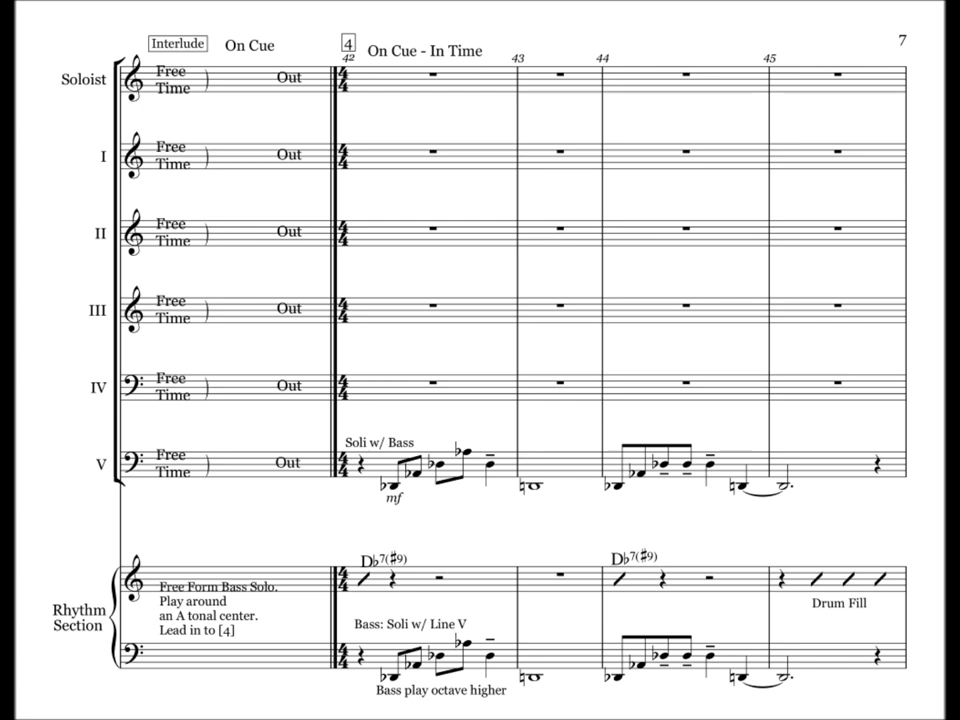 Interlude On Cue 4 On Cue - In Time 7
42 43 44 45
Soloist Free Time Out
I Free Time Out
II Free Time Out
III Free Time Out
IV Free Time Out
Soli w/ Bass
V Free Time Out
mf
D♭7(♯9) D♭7(♯9)
Free Form Bass Solo.
Play around
an A tonal center.
Lead in to [4]
Drum Fill
Rhythm
Section
Bass: Soli w/ Line V
Bass play octave higher